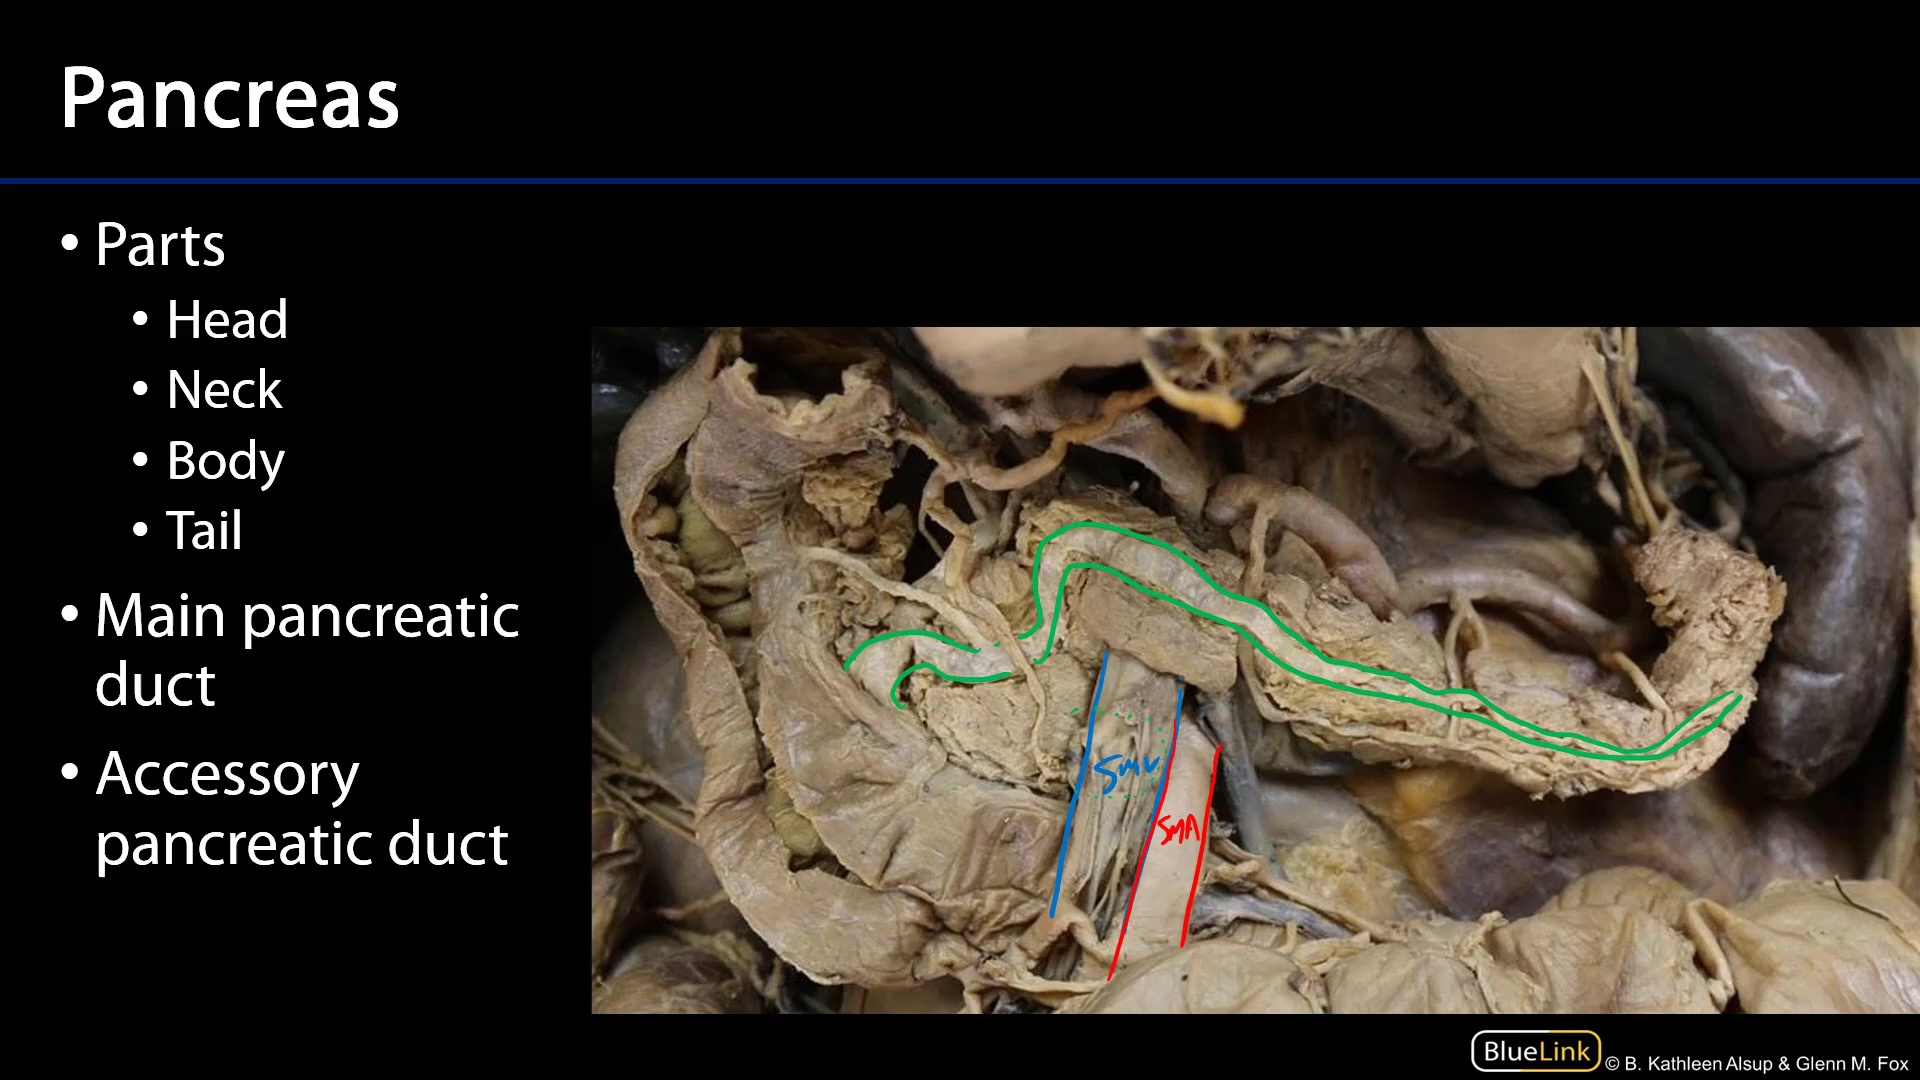 Pancreas
• Parts
• Head
• Neck
• Body
• Tail
• Main pancreatic
duct
• Accessory
pancreatic duct
SMV
SMA
BlueLink
© B. Kathleen Alsup & Glenn M. Fox